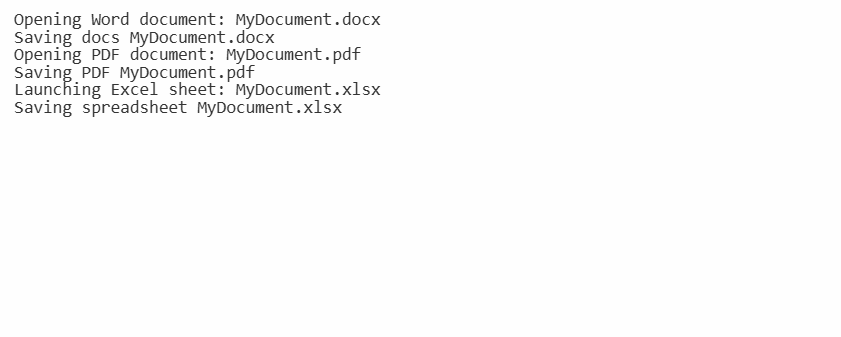 Opening Word document: MyDocument.docx
Saving docs MyDocument.docx
Opening PDF document: MyDocument.pdf
Saving PDF MyDocument.pdf
Launching Excel sheet: MyDocument.xlsx
Saving spreadsheet MyDocument.xlsx